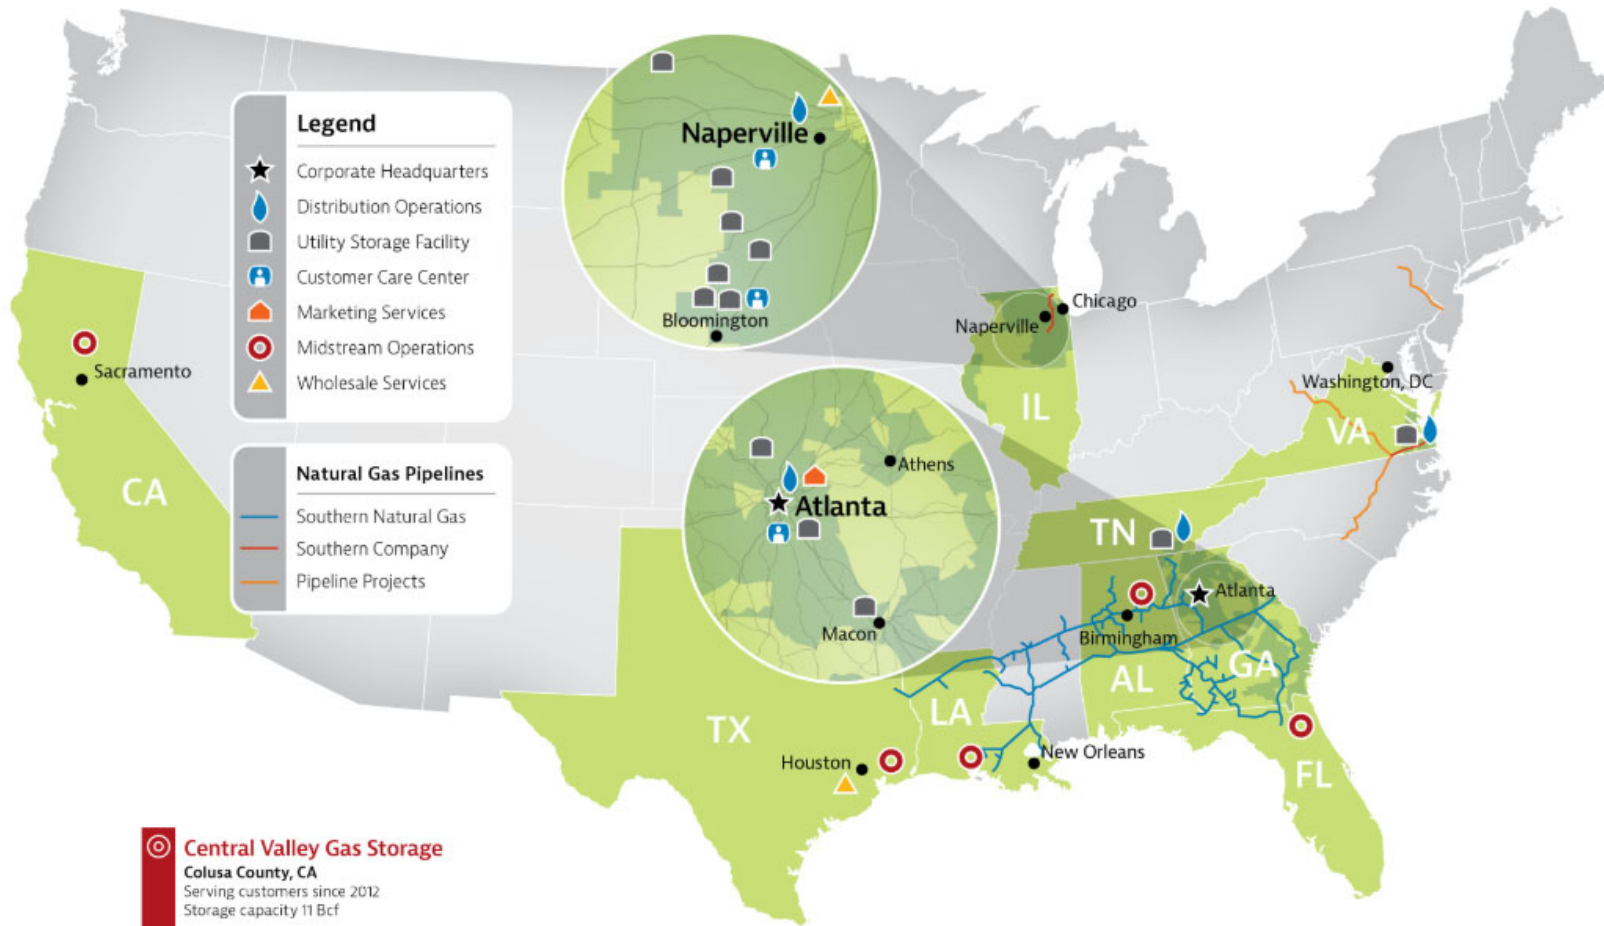 Legend
Corporate Headquarters
Distribution Operations
Utility Storage Facility
Customer Care Center
Marketing Services
Midstream Operations
Wholesale Services
Natural Gas Pipelines
Southern Natural Gas
Southern Company
Pipeline Projects
Naperville
Bloomington
Athens
Atlanta
Macon
Sacramento
CA
Chicago
Naperville
IL
Washington, DC
VA
TN
Atlanta
Birmingham
GA
AL
LA
TX
Houston
New Orleans
FL
Central Valley Gas Storage
Colusa County, CA
Serving customers since 2012
Storage capacity 11 Bcf